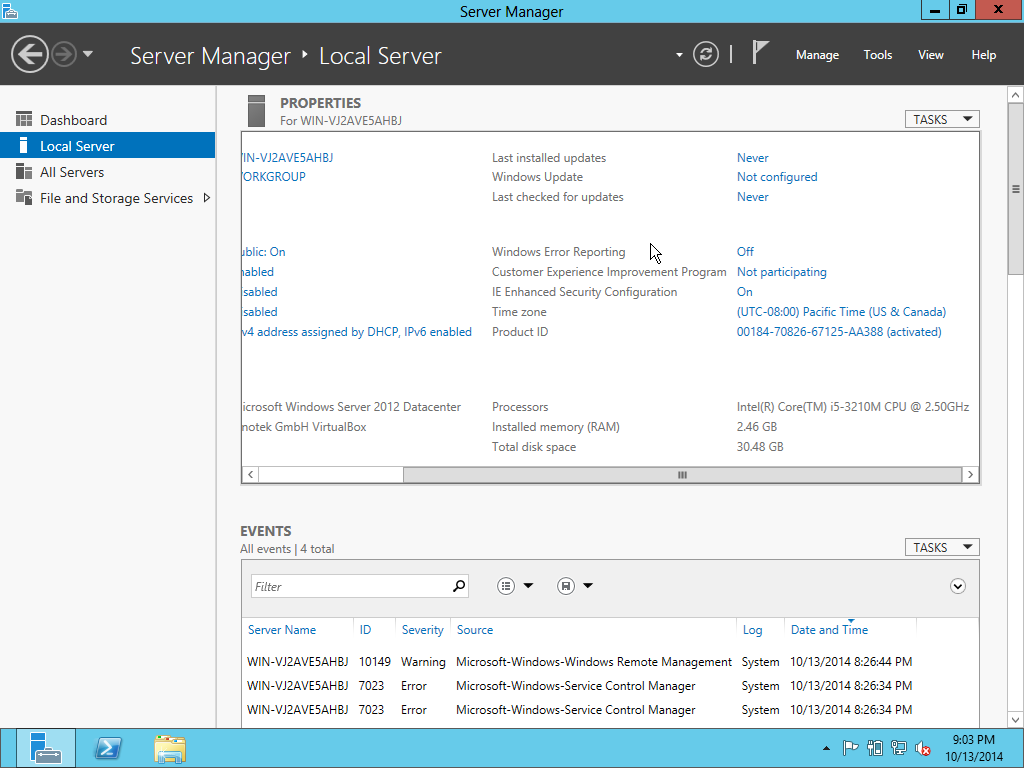 Server Manager
Server Manager ‣ Local Server
Manage Tools View Help
Dashboard
Local Server
All Servers
File and Storage Services
PROPERTIES
For WIN-VJ2AVE5AHBJ
TASKS
IN-VJ2AVE5AHBJ Last installed updates Never
ORKGROUP Windows Update Not configured
Last checked for updates Never
ublic: On Windows Error Reporting Off
nabled Customer Experience Improvement Program Not participating
isabled IE Enhanced Security Configuration On
isabled Time zone (UTC-08:00) Pacific Time (US & Canada)
v4 address assigned by DHCP, IPv6 enabled Product ID 00184-70826-67125-AA388 (activated)
icrosoft Windows Server 2012 Datacenter Processors Intel(R) Core(TM) i5-3210M CPU @ 2.50GHz
notek GmbH VirtualBox Installed memory (RAM) 2.46 GB
Total disk space 30.48 GB
EVENTS
All events | 4 total
TASKS
Filter
Server Name ID Severity Source Log Date and Time
WIN-VJ2AVE5AHBJ 10149 Warning Microsoft-Windows-Windows Remote Management System 10/13/2014 8:26:44 PM
WIN-VJ2AVE5AHBJ 7023 Error Microsoft-Windows-Service Control Manager System 10/13/2014 8:26:34 PM
WIN-VJ2AVE5AHBJ 7023 Error Microsoft-Windows-Service Control Manager System 10/13/2014 8:26:34 PM
9:03 PM
10/13/2014